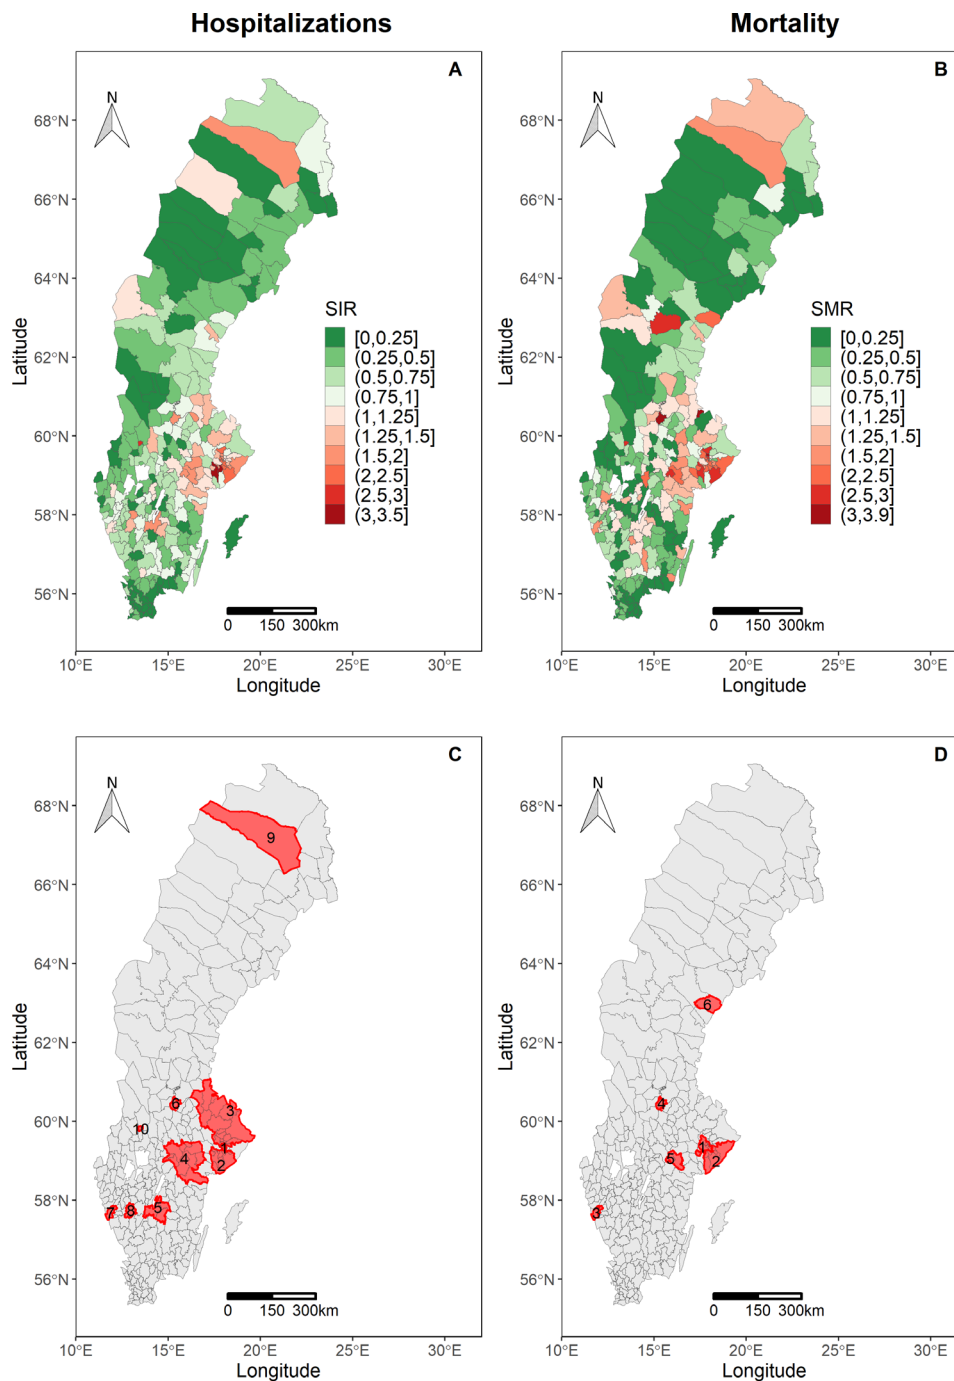 Hospitalizations
Mortality
A
N
68°N
66°N
64°N
62°N
60°N
58°N
56°N
Latitude
SIR
[0,0.25]
(0.25,0.5]
(0.5,0.75]
(0.75,1]
(1,1.25]
(1.25,1.5]
(1.5,2]
(2,2.5]
(2.5,3]
(3,3.5]
0 150 300km
10°E 15°E 20°E 25°E 30°E
Longitude
B
N
68°N
66°N
64°N
62°N
60°N
58°N
56°N
Latitude
SMR
[0,0.25]
(0.25,0.5]
(0.5,0.75]
(0.75,1]
(1,1.25]
(1.25,1.5]
(1.5,2]
(2,2.5]
(2.5,3]
(3,3.9]
0 150 300km
10°E 15°E 20°E 25°E 30°E
Longitude
C
N
68°N
66°N
64°N
62°N
60°N
58°N
56°N
Latitude
9
6
3
10
1
4
2
5
7
8
0 150 300km
10°E 15°E 20°E 25°E 30°E
Longitude
D
N
68°N
66°N
64°N
62°N
60°N
58°N
56°N
Latitude
6
4
1
5
2
3
0 150 300km
10°E 15°E 20°E 25°E 30°E
Longitude